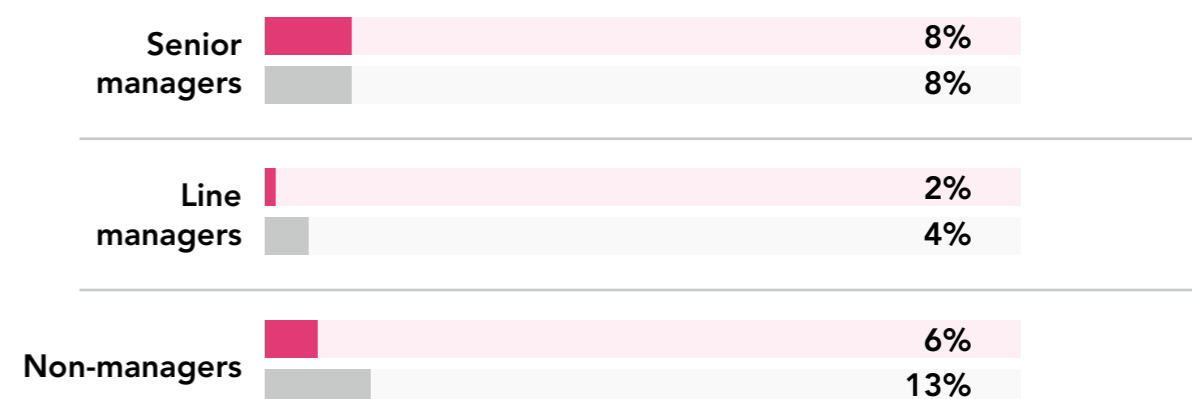 Senior
managers
8%
8%
Line
managers
2%
4%
Non-managers
6%
13%